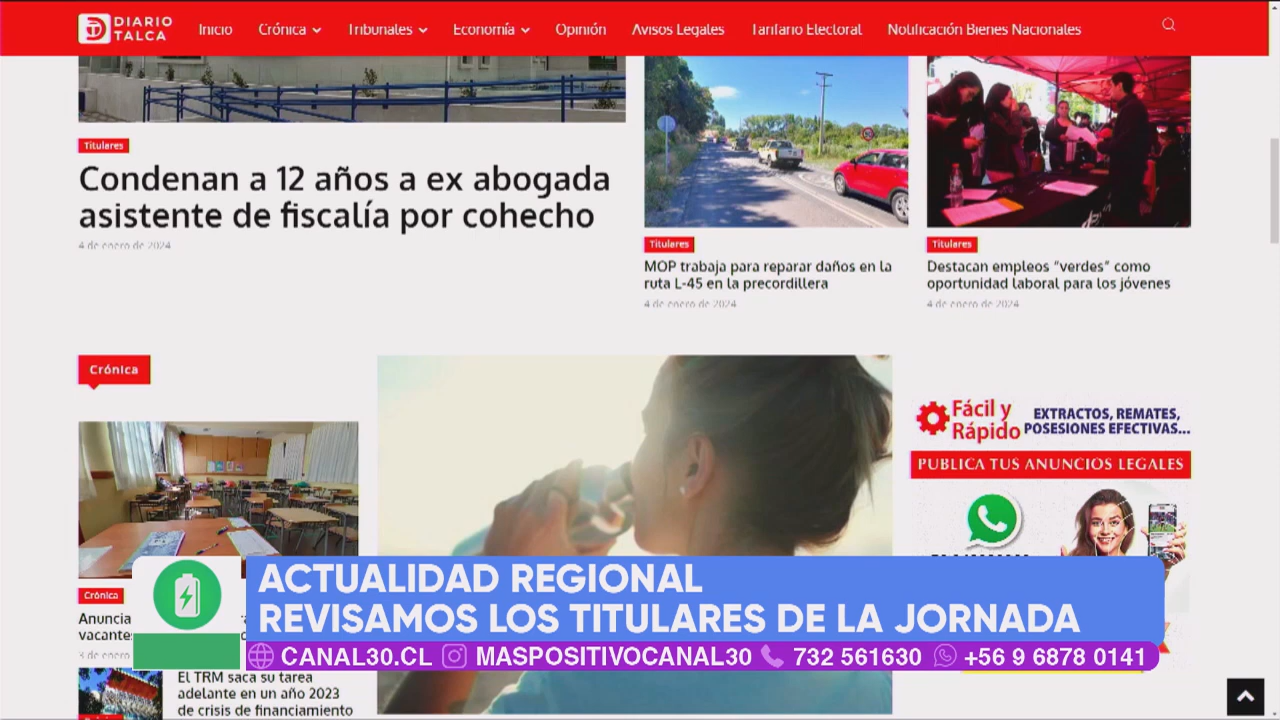 DIARIO
TALCA
Inicio
Crónica
Tribunales
Economía
Opinión
Avisos Legales
Tarifario Electoral
Notificación Bienes Nacionales
Titulares
Condenan a 12 años a ex abogada
asistente de fiscalía por cohecho
4 de enero de 2024
Titulares
MOP trabaja para reparar daños en la
ruta L-45 en la precordillera
4 de enero de 2024
Titulares
Destacan empleos “verdes” como
oportunidad laboral para los jóvenes
4 de enero de 2024
Crónica
Fácil y
Rápido
EXTRACTOS, REMATES,
POSESIONES EFECTIVAS...
PUBLICA TUS ANUNCIOS LEGALES
Crónica
3 de enero
El TRM saca su tarea
adelante en un año 2023
de crisis de financiamiento
ACTUALIDAD REGIONAL
REVISAMOS LOS TITULARES DE LA JORNADA
CANAL30.CL MASPOSITIVOCANAL30 732 561630 +56 9 6878 0141